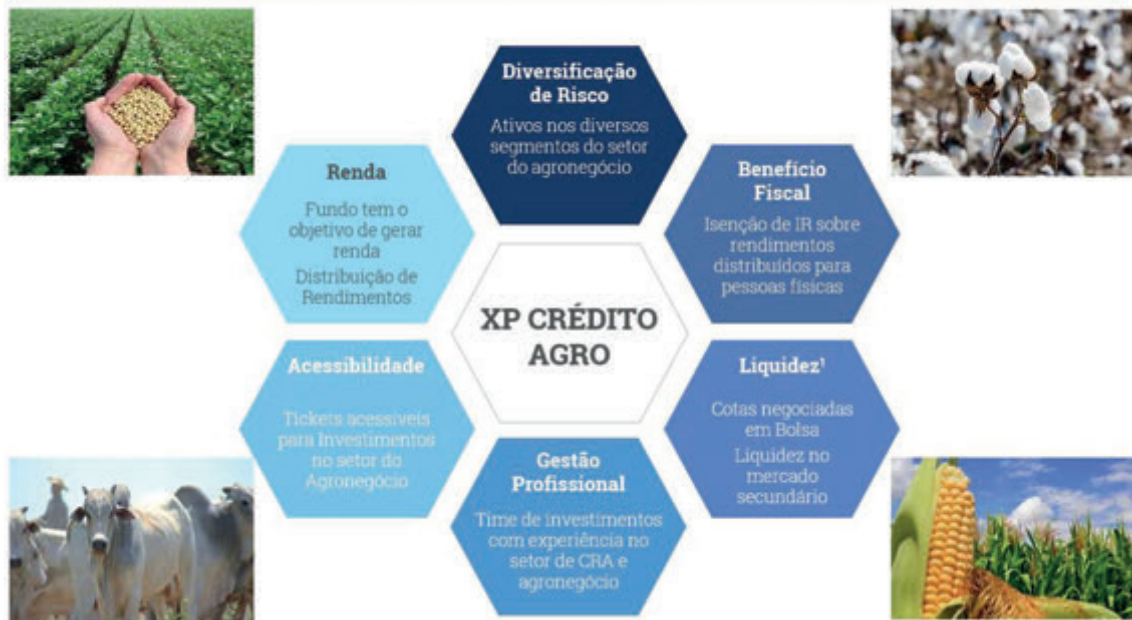 Diversificação
de Risco
Ativos nos diversos
segmentos do setor
do agronegócio
Benefício
Fiscal
Isenção de IR sobre
rendimentos
distribuídos para
pessoas físicas
Liquidez¹
Cotas negociadas
em Bolsa
Liquidez no
mercado
secundário
Gestão
Profissional
Time de investimentos
com experiência no
setor de CRA e
agronegócio
Acessibilidade
Tickets acessíveis
para Investimentos
no setor do
Agronegócio
Renda
Fundo tem o
objetivo de gerar
renda
Distribuição de
Rendimentos
XP CRÉDITO
AGRO